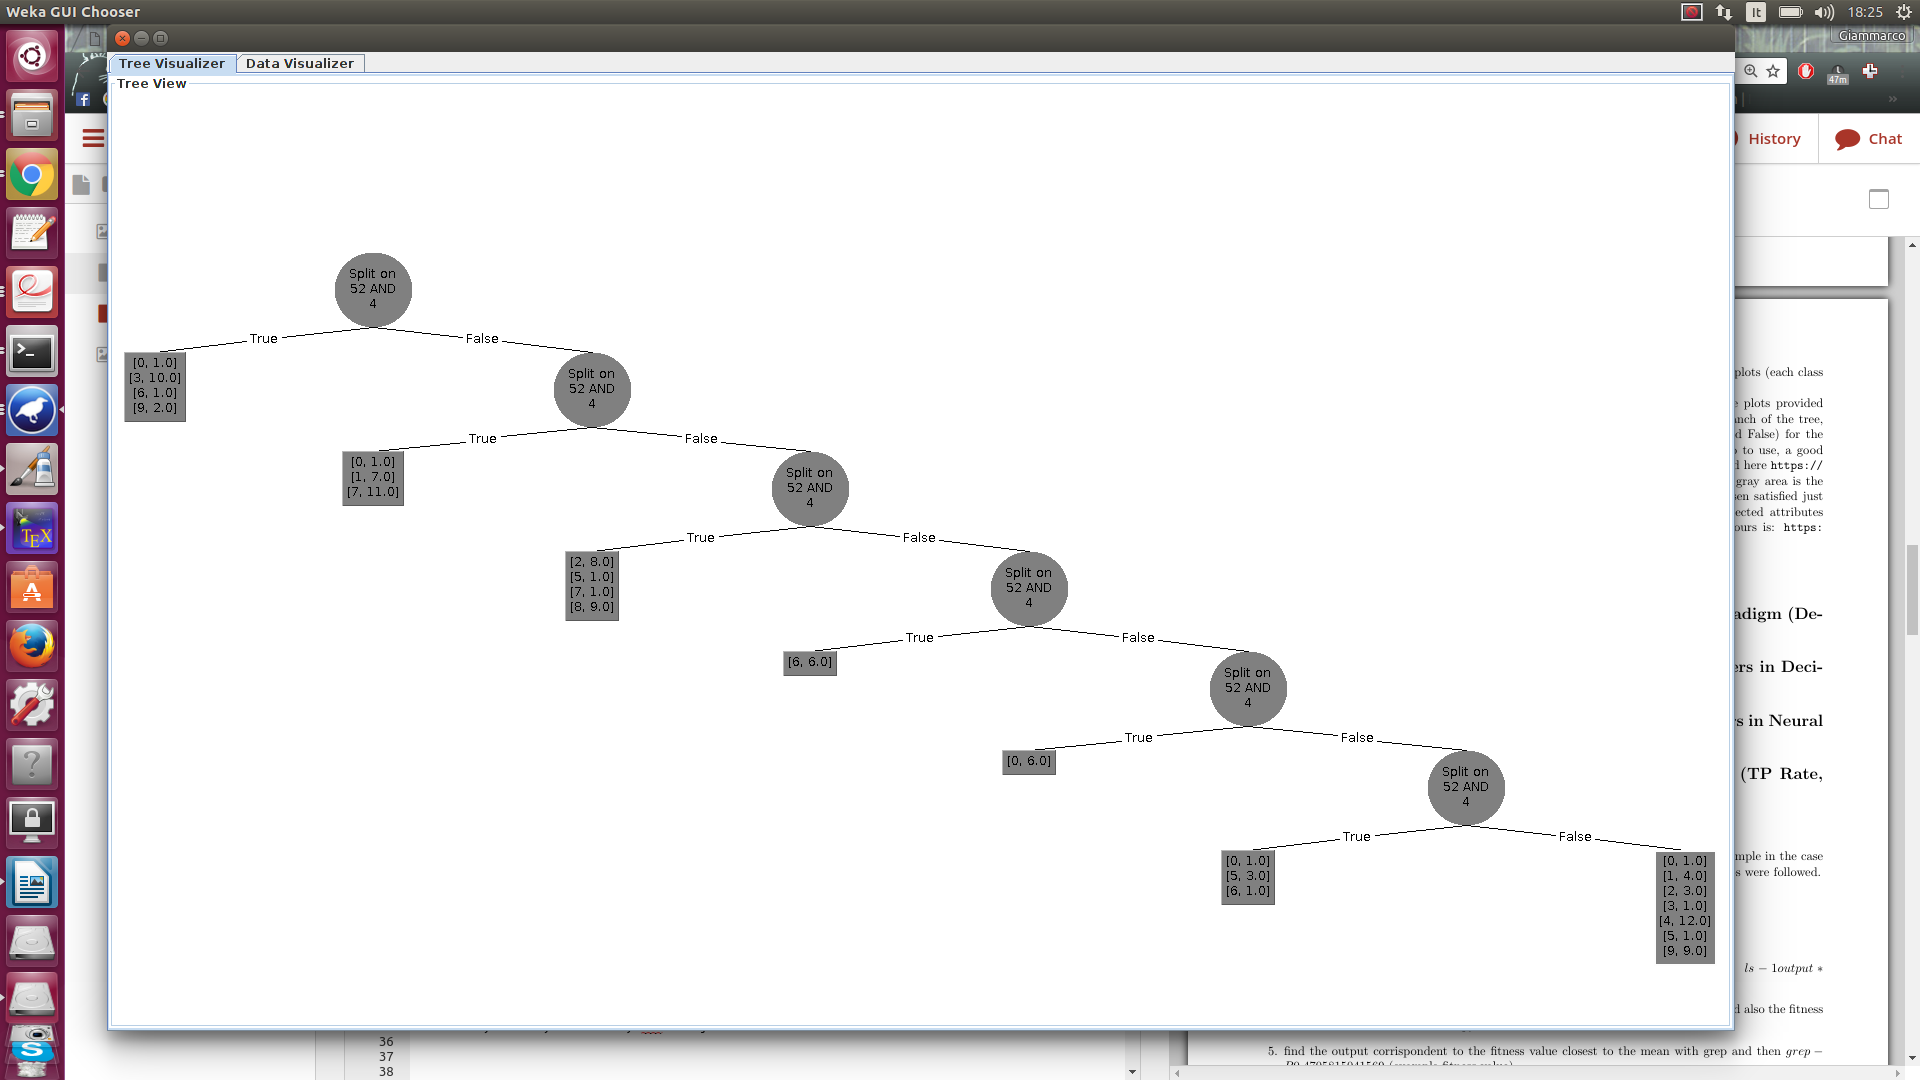 Weka GUI Chooser
It
18:25
Giammarco
Tree Visualizer
Data Visualizer
Tree View
47m
History
Chat
Split on
52 AND
4
True
False
[0, 1.0]
[3, 10.0]
[6, 1.0]
[9, 2.0]
Split on
52 AND
4
True
False
[0, 1.0]
[1, 7.0]
[7, 11.0]
Split on
52 AND
4
True
False
[2, 8.0]
[5, 1.0]
[7, 1.0]
[8, 9.0]
Split on
52 AND
4
True
False
[6, 6.0]
Split on
52 AND
4
True
False
[0, 6.0]
Split on
52 AND
4
True
False
[0, 1.0]
[5, 3.0]
[6, 1.0]
[0, 1.0]
[1, 4.0]
[2, 3.0]
[3, 1.0]
[4, 12.0]
[5, 1.0]
[9, 9.0]
plots (each class
plots provided
anch of the tree,
d False) for the
to use, a good
d here https://
gray area is the
en satisfied just
ected attributes
ours is: https:
adigm (De-
ers in Deci-
s in Neural
(TP Rate,
mple in the case
s were followed.
ls − 1output ∗
d also the fitness
5. find the output corrispondent to the fitness value closest to the mean with grep and then grep −
36
37
38